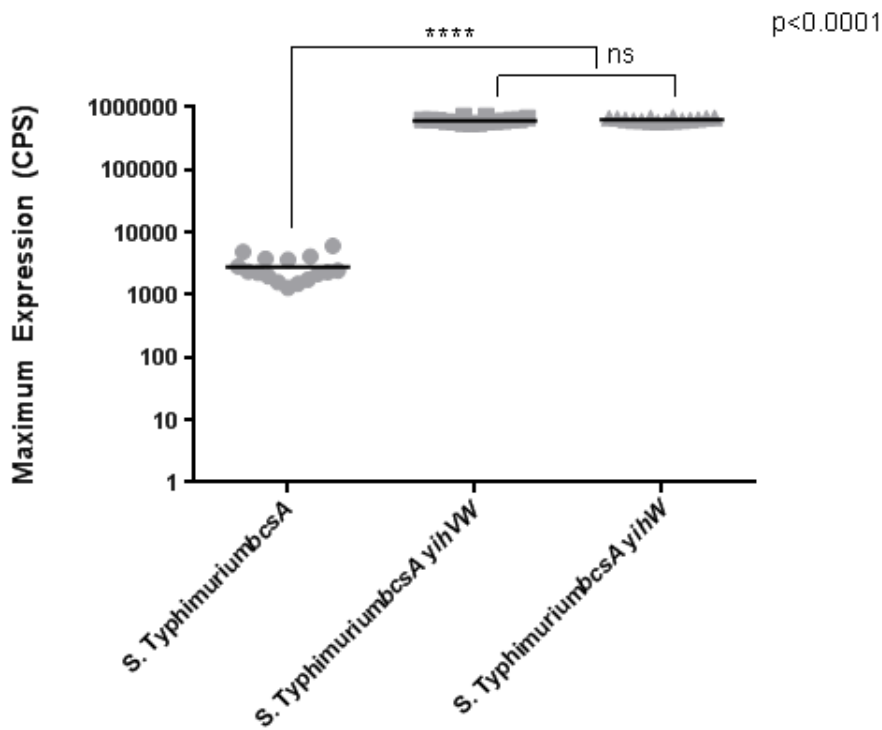 p<0.0001
****
ns
Maximum Expression (CPS)
1000000
100000
10000
1000
100
10
1
S. TyphimuriumbcsA
S. TyphimuriumbcsA yihVW
S. TyphimuriumbcsA yihW